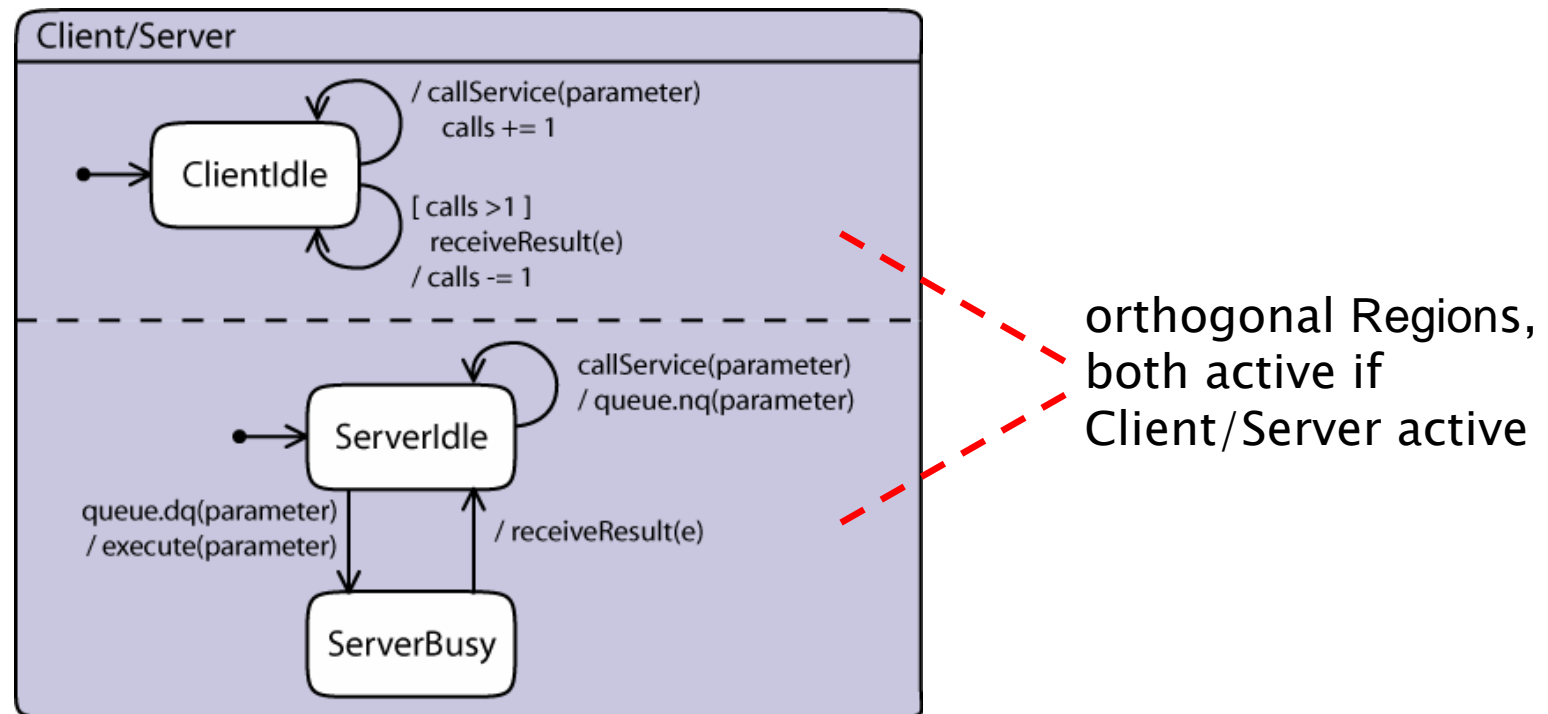 Client/Server
/ callService(parameter)
calls += 1
ClientIdle
[ calls >1 ]
receiveResult(e)
/ calls -= 1
callService(parameter)
/ queue.nq(parameter)
ServerIdle
queue.dq(parameter)
/ execute(parameter)
/ receiveResult(e)
ServerBusy
orthogonal Regions,
both active if
Client/Server active